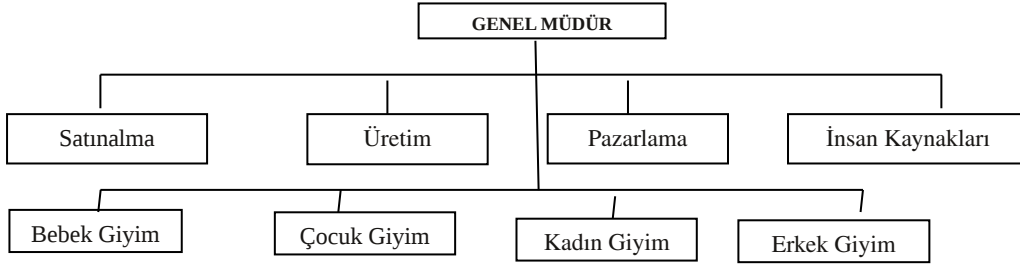 GENEL MÜDÜR
Satınalma
Üretim
Pazarlama
İnsan Kaynakları
Bebek Giyim
Çocuk Giyim
Kadın Giyim
Erkek Giyim